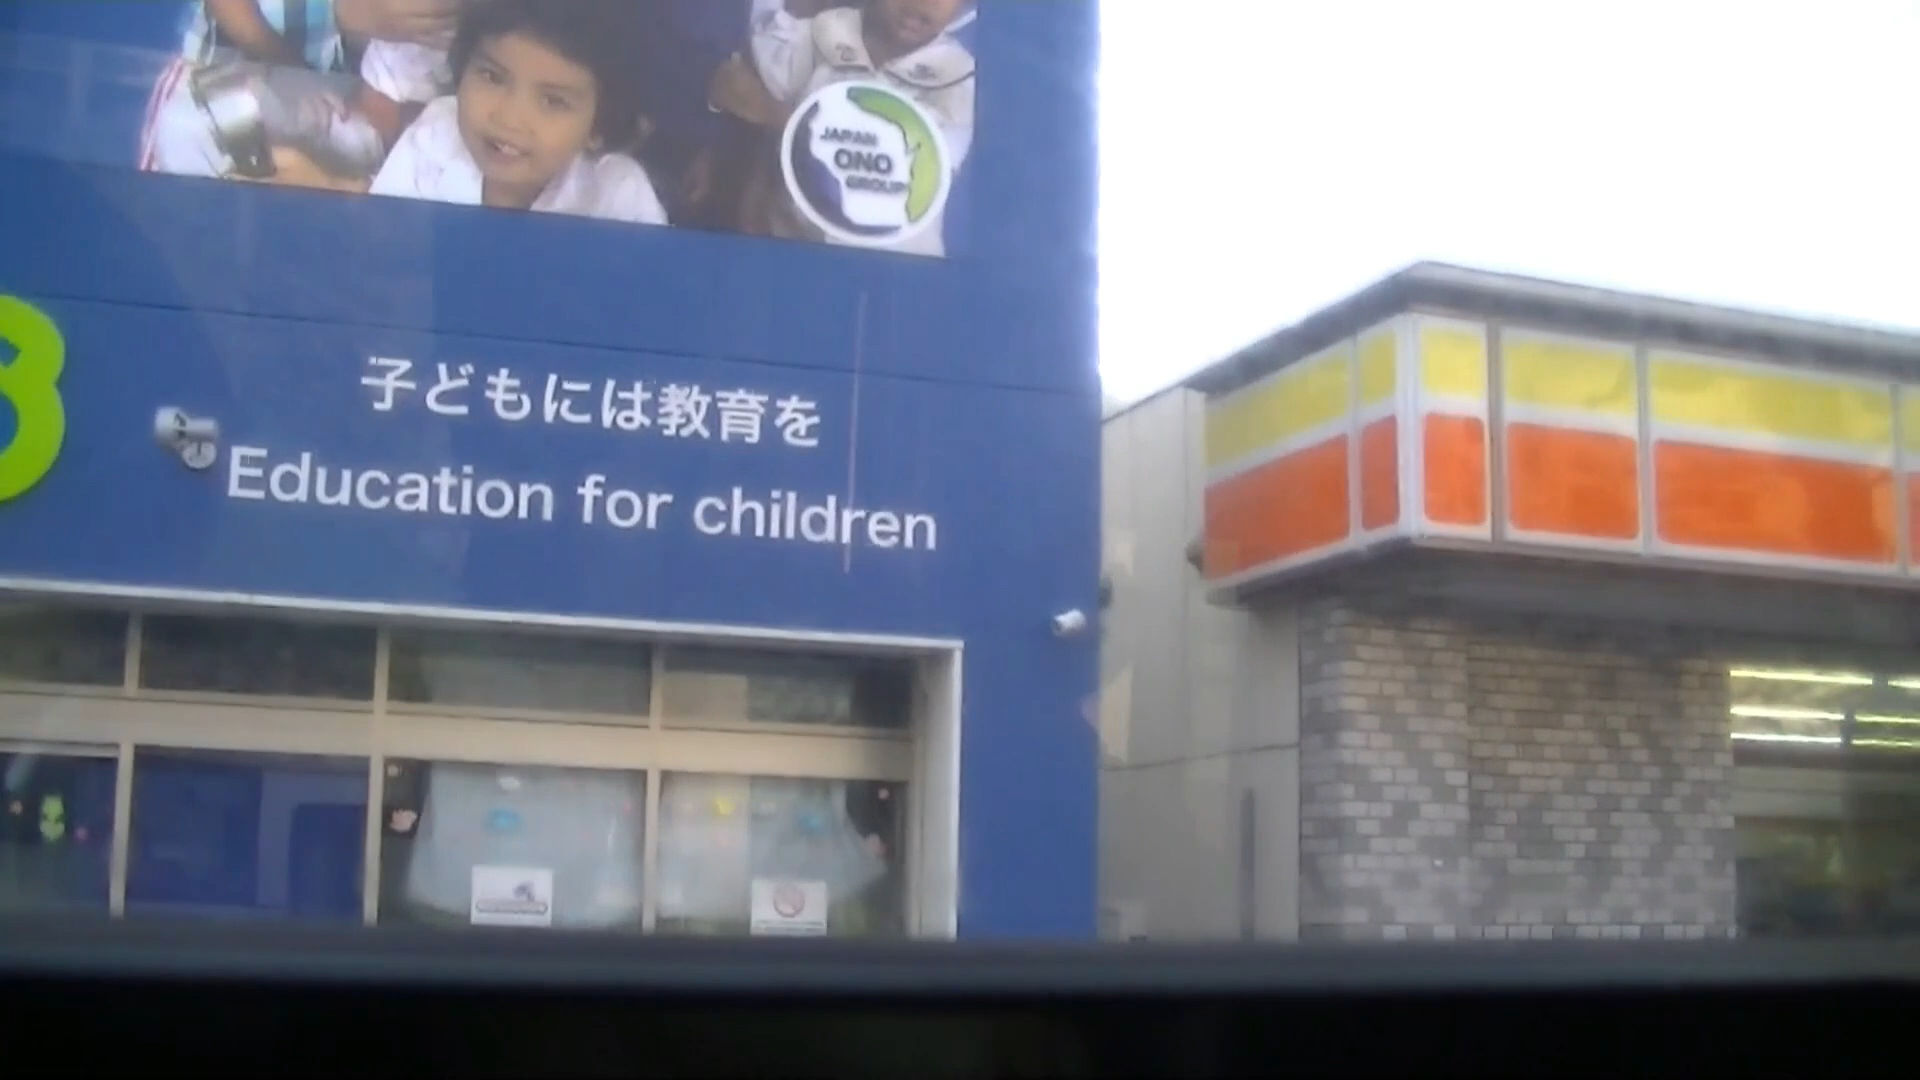 JAPAN
ONO
GROUP
子どもには教育を
Education for children